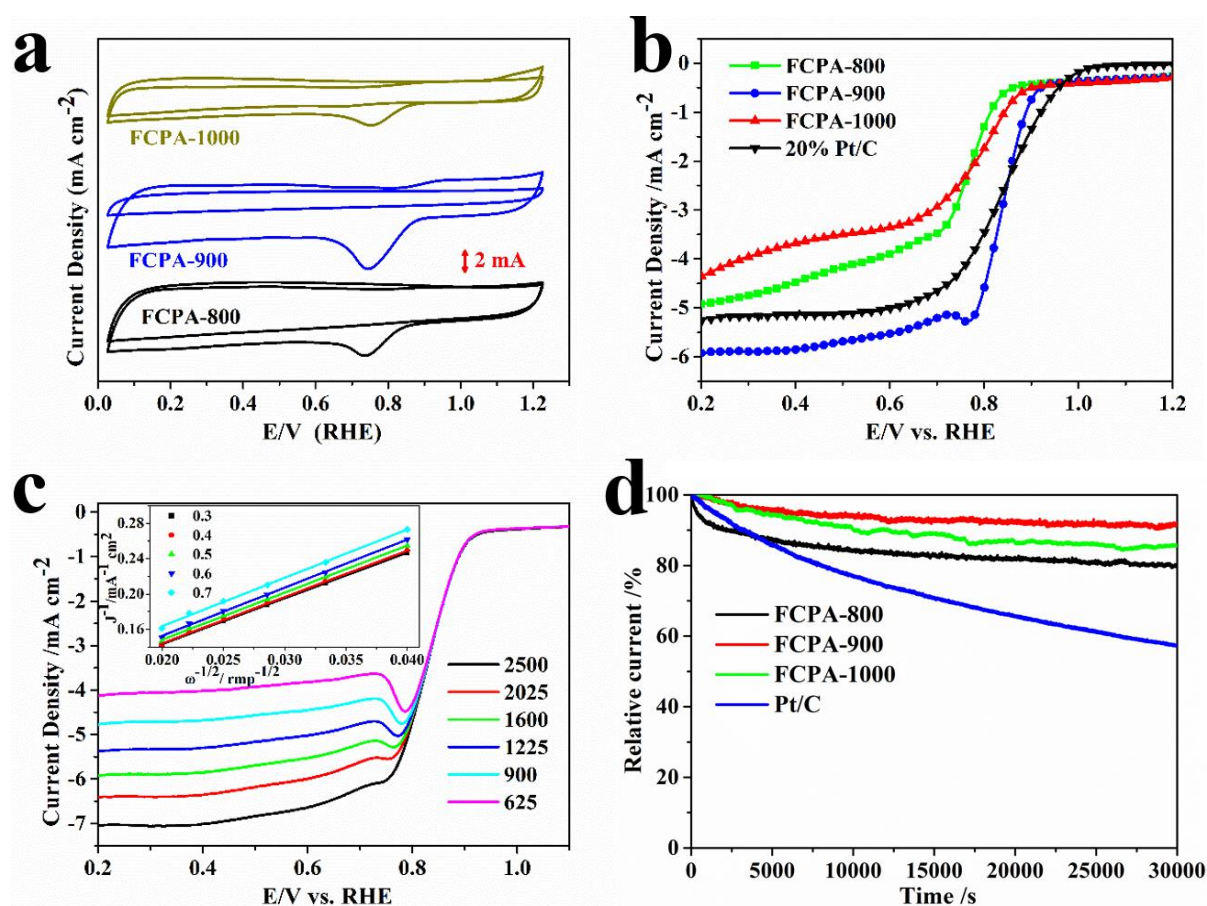 a
Current Density (mA cm-2)
FCPA-1000
FCPA-900
2 mA
FCPA-800
0.0 0.2 0.4 0.6 0.8 1.0 1.2
E/V (RHE)
b
Current Density /mA cm-2
0
-1
-2
-3
-4
-5
-6
FCPA-800
FCPA-900
FCPA-1000
20% Pt/C
0.2 0.4 0.6 0.8 1.0 1.2
E/V vs. RHE
c
Current Density /mA cm-2
0
-1
-2
-3
-4
-5
-6
-7
J-1/mA-1 cm2
0.28
0.24
0.20
0.16
0.3
0.4
0.5
0.6
0.7
0.020 0.025 0.030 0.035 0.040
ω-1/2/ rmp-1/2
2500
2025
1600
1225
900
625
0.2 0.4 0.6 0.8 1.0
E/V vs. RHE
d
Relative current /%
100
80
60
40
20
0
FCPA-800
FCPA-900
FCPA-1000
Pt/C
0 5000 10000 15000 20000 25000 30000
Time /s